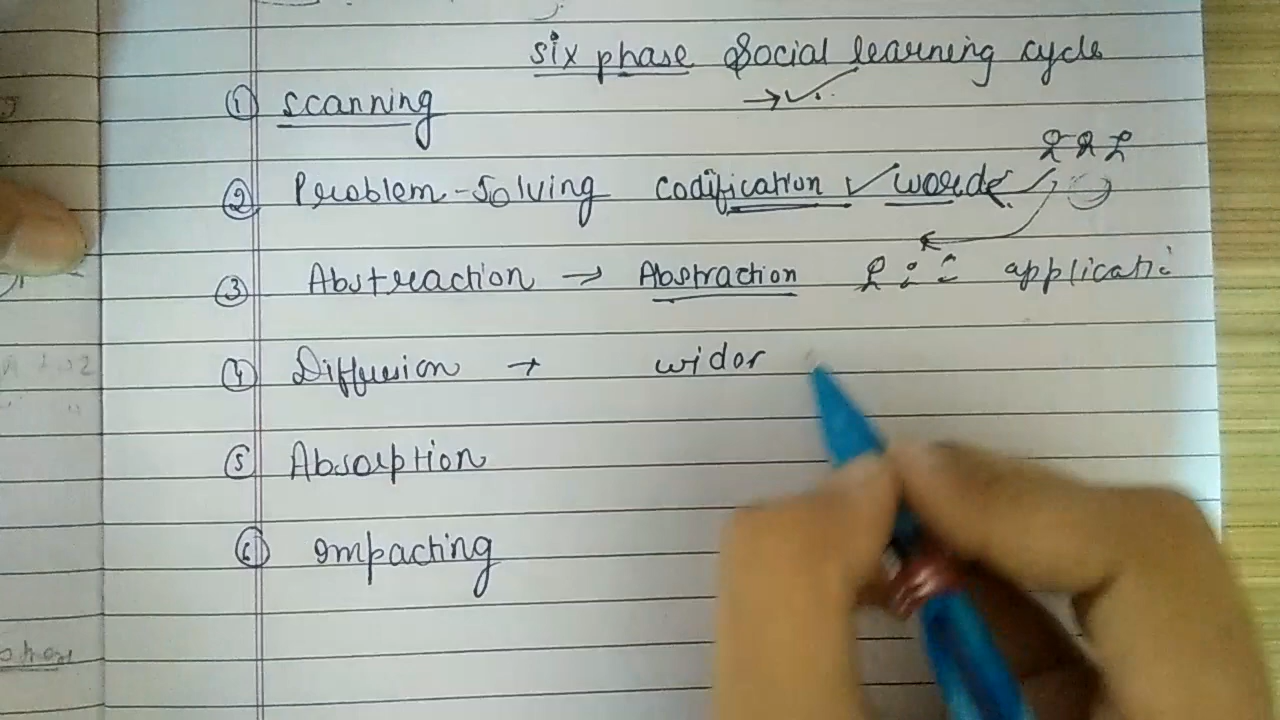 six phase Social learning cycle
① scanning
② Problem-Solving codification ✓ words
③ Abstraction → Abstraction applicati
④ Diffusion → widor
⑤ Absorption
⑥ Impacting